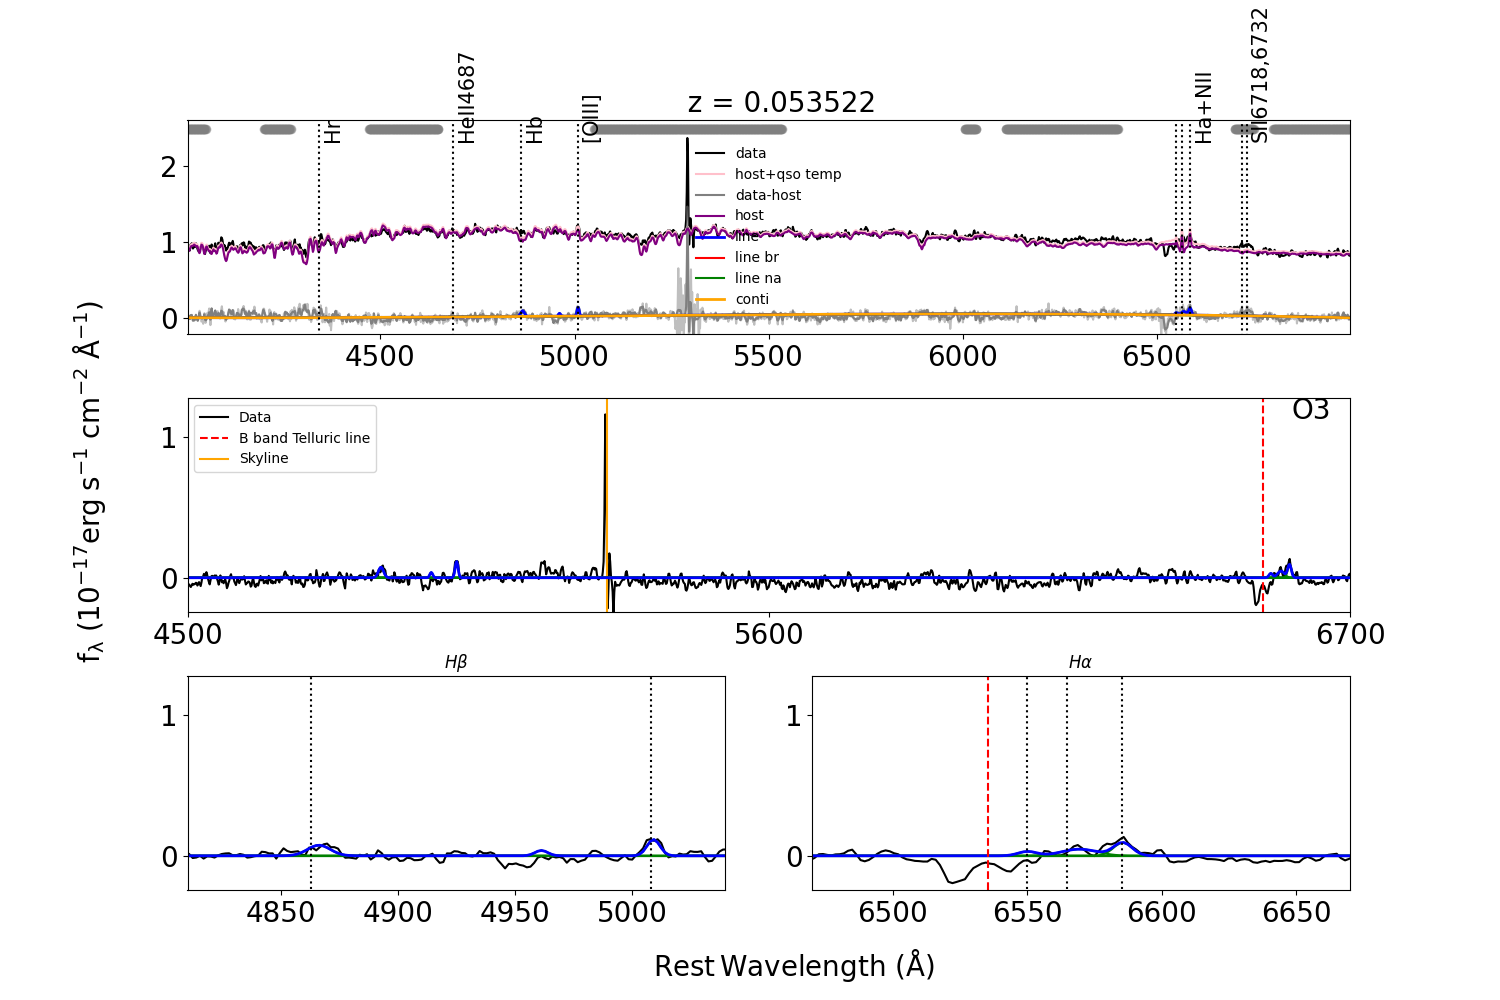 z = 0.053522
Hr
HeII4687
Hb
[OIII]
Ha+NII
SII6718,6732
data
host+qso temp
data-host
host
line
line br
line na
conti
2
1
0
4500
5000
5500
6000
6500
O3
Data
B band Telluric line
Skyline
1
0
4500
5600
6700
f_λ (10^−17 erg s^−1 cm^−2 Å^−1)
Hβ
1
0
4850
4900
4950
5000
Hα
1
0
6500
6550
6600
6650
Rest Wavelength (Å)